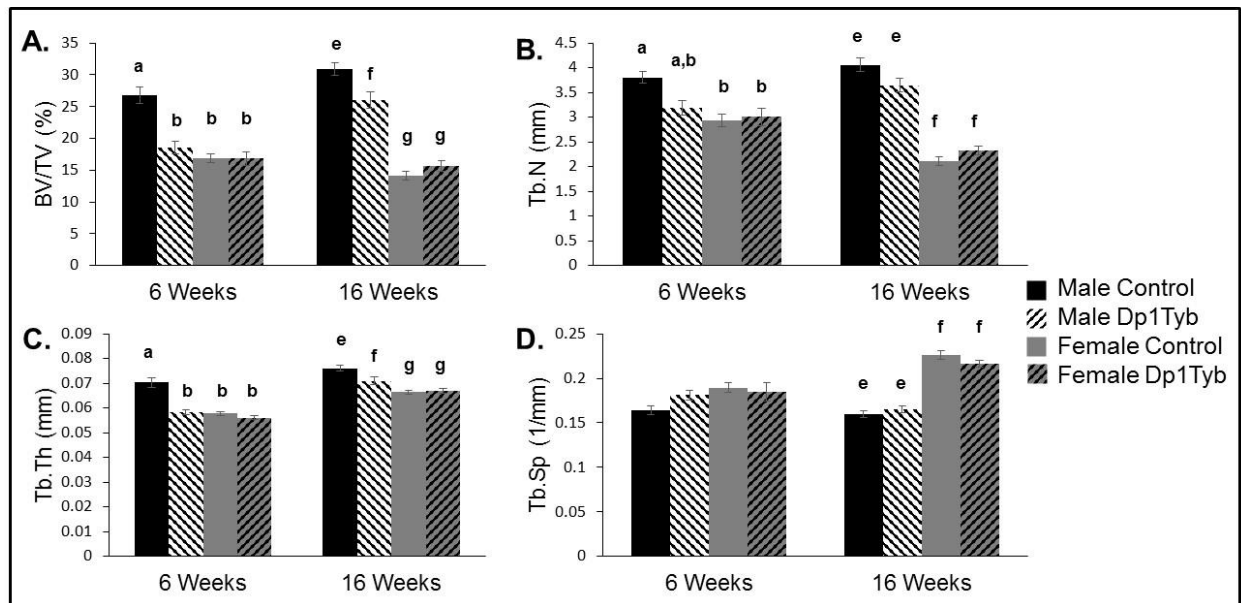 A.
BV/TV (%)
35
30
25
20
15
10
5
0
a
b
b
b
e
f
g
g
6 Weeks
16 Weeks
B.
Tb.N (mm)
4.5
4
3.5
3
2.5
2
1.5
1
0.5
0
a
a,b
b
b
e
e
f
f
6 Weeks
16 Weeks
C.
Tb.Th (mm)
0.09
0.08
0.07
0.06
0.05
0.04
0.03
0.02
0.01
0
a
b
b
b
e
f
g
g
6 Weeks
16 Weeks
D.
Tb.Sp (1/mm)
0.25
0.2
0.15
0.1
0.05
0
e
e
f
f
6 Weeks
16 Weeks
Male Control
Male Dp1Tyb
Female Control
Female Dp1Tyb